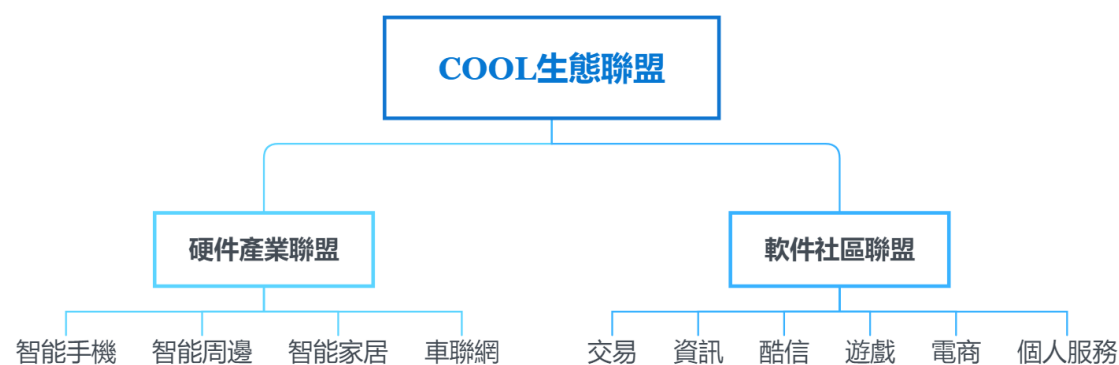 COOL生態聯盟
硬件產業聯盟
軟件社區聯盟
智能手機
智能周邊
智能家居
車聯網
交易
資訊
酷信
遊戲
電商
個人服務